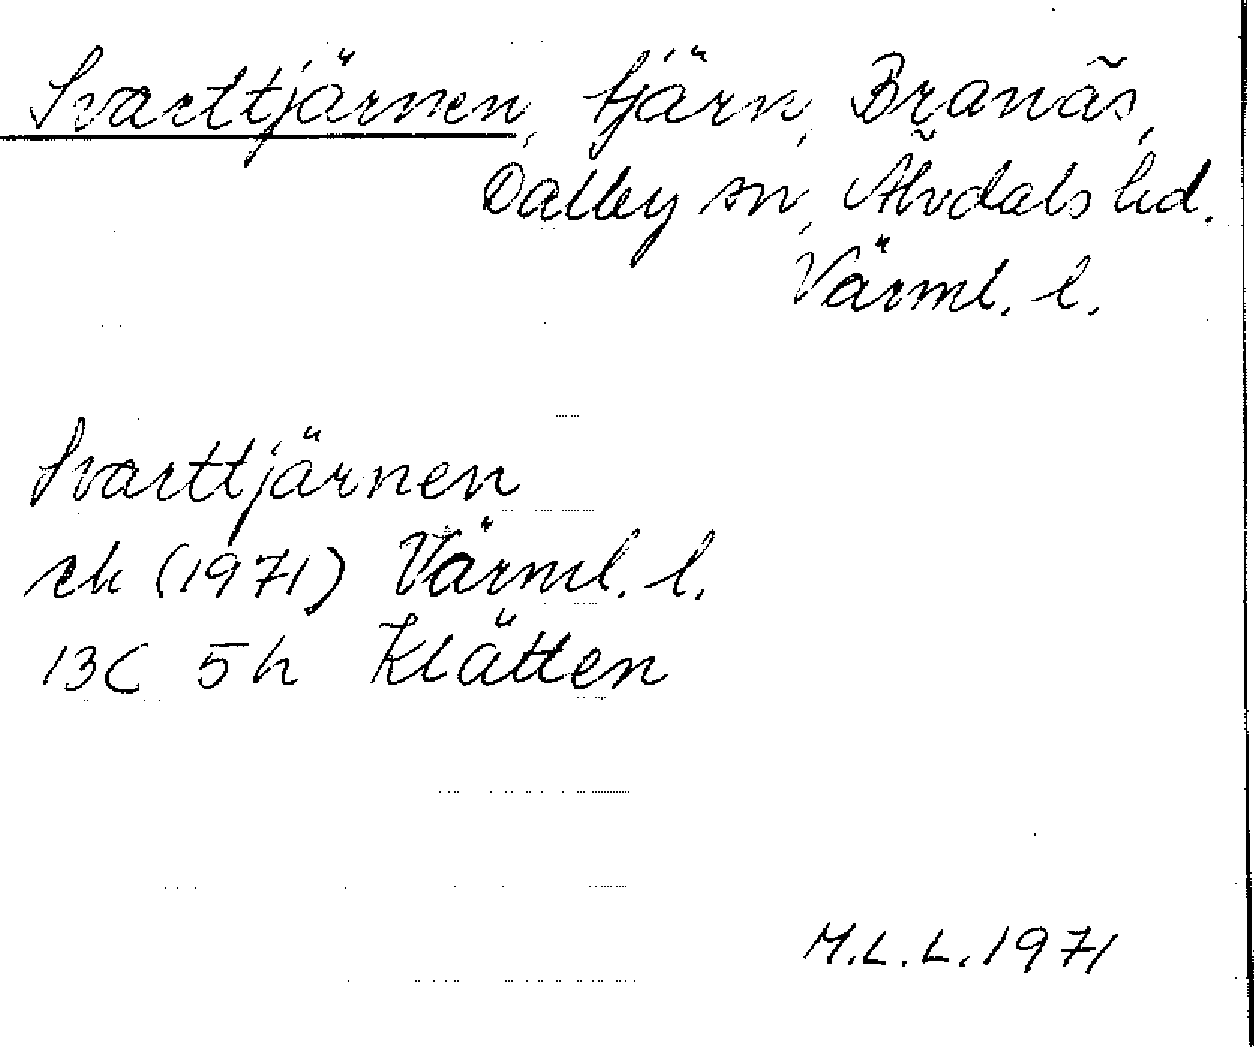 Svarttjärnen, tjärn, Branäs,
Dalby sn, Älvdals hd.
Värml. l.
Svarttjärnen
ek (1971) Värml. l.
13C 5h Klätten
M.L.L. 1971